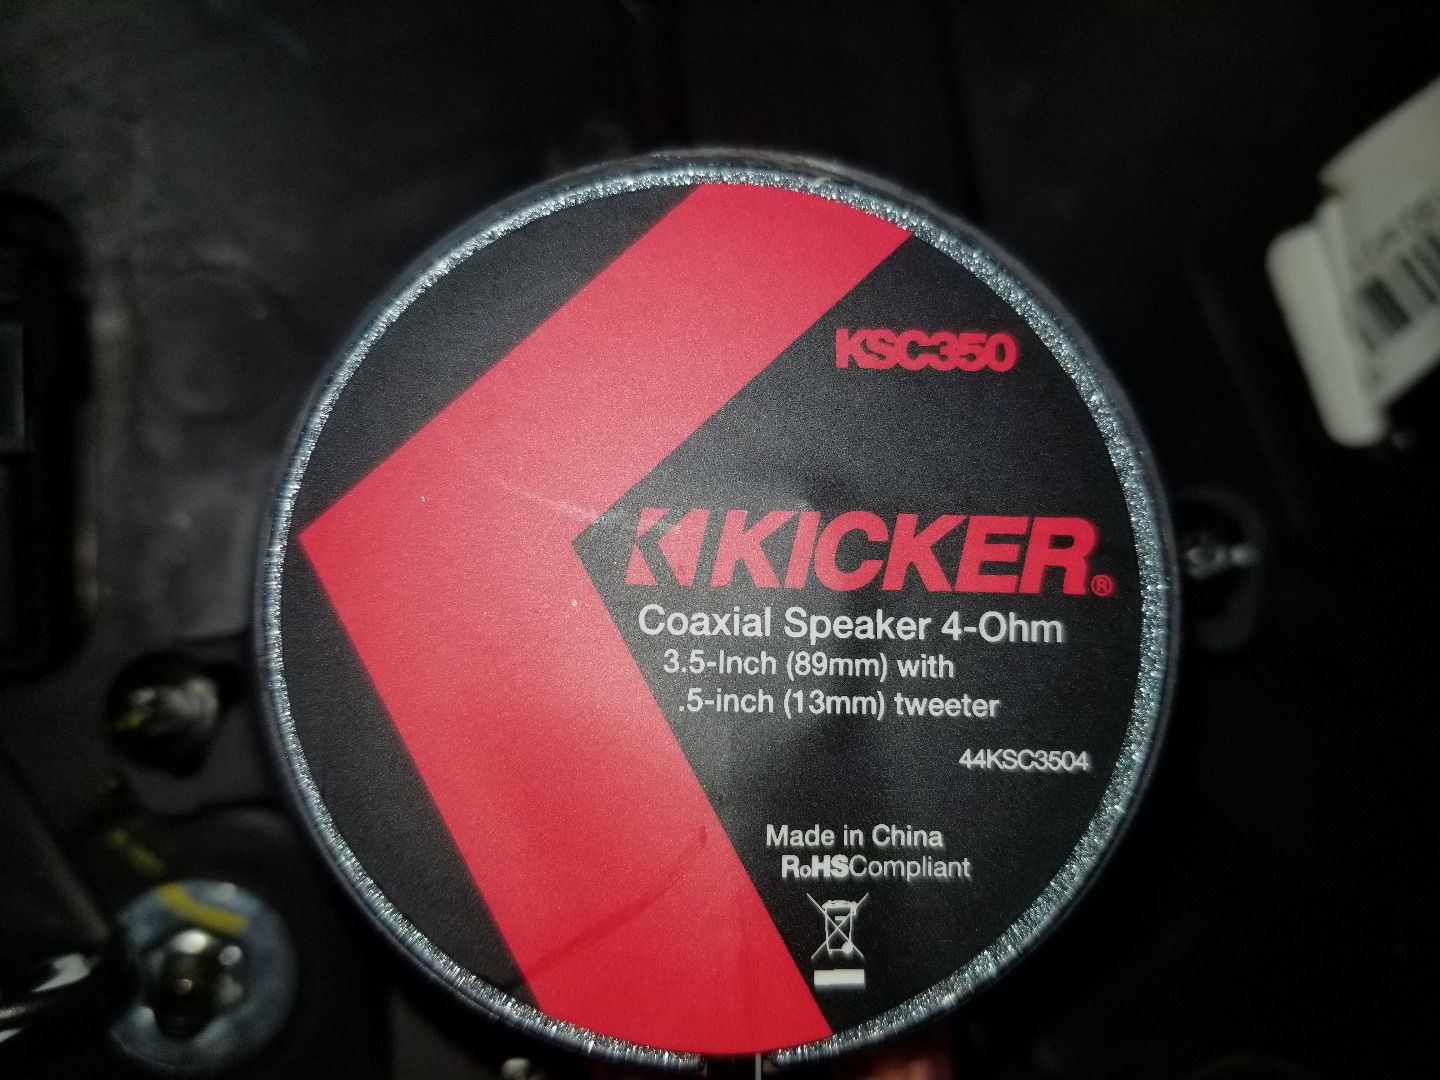 KSC350
KICKER®
Coaxial Speaker 4-Ohm
3.5-Inch (89mm) with
.5-inch (13mm) tweeter
44KSC3504
Made in China
RoHSCompliant